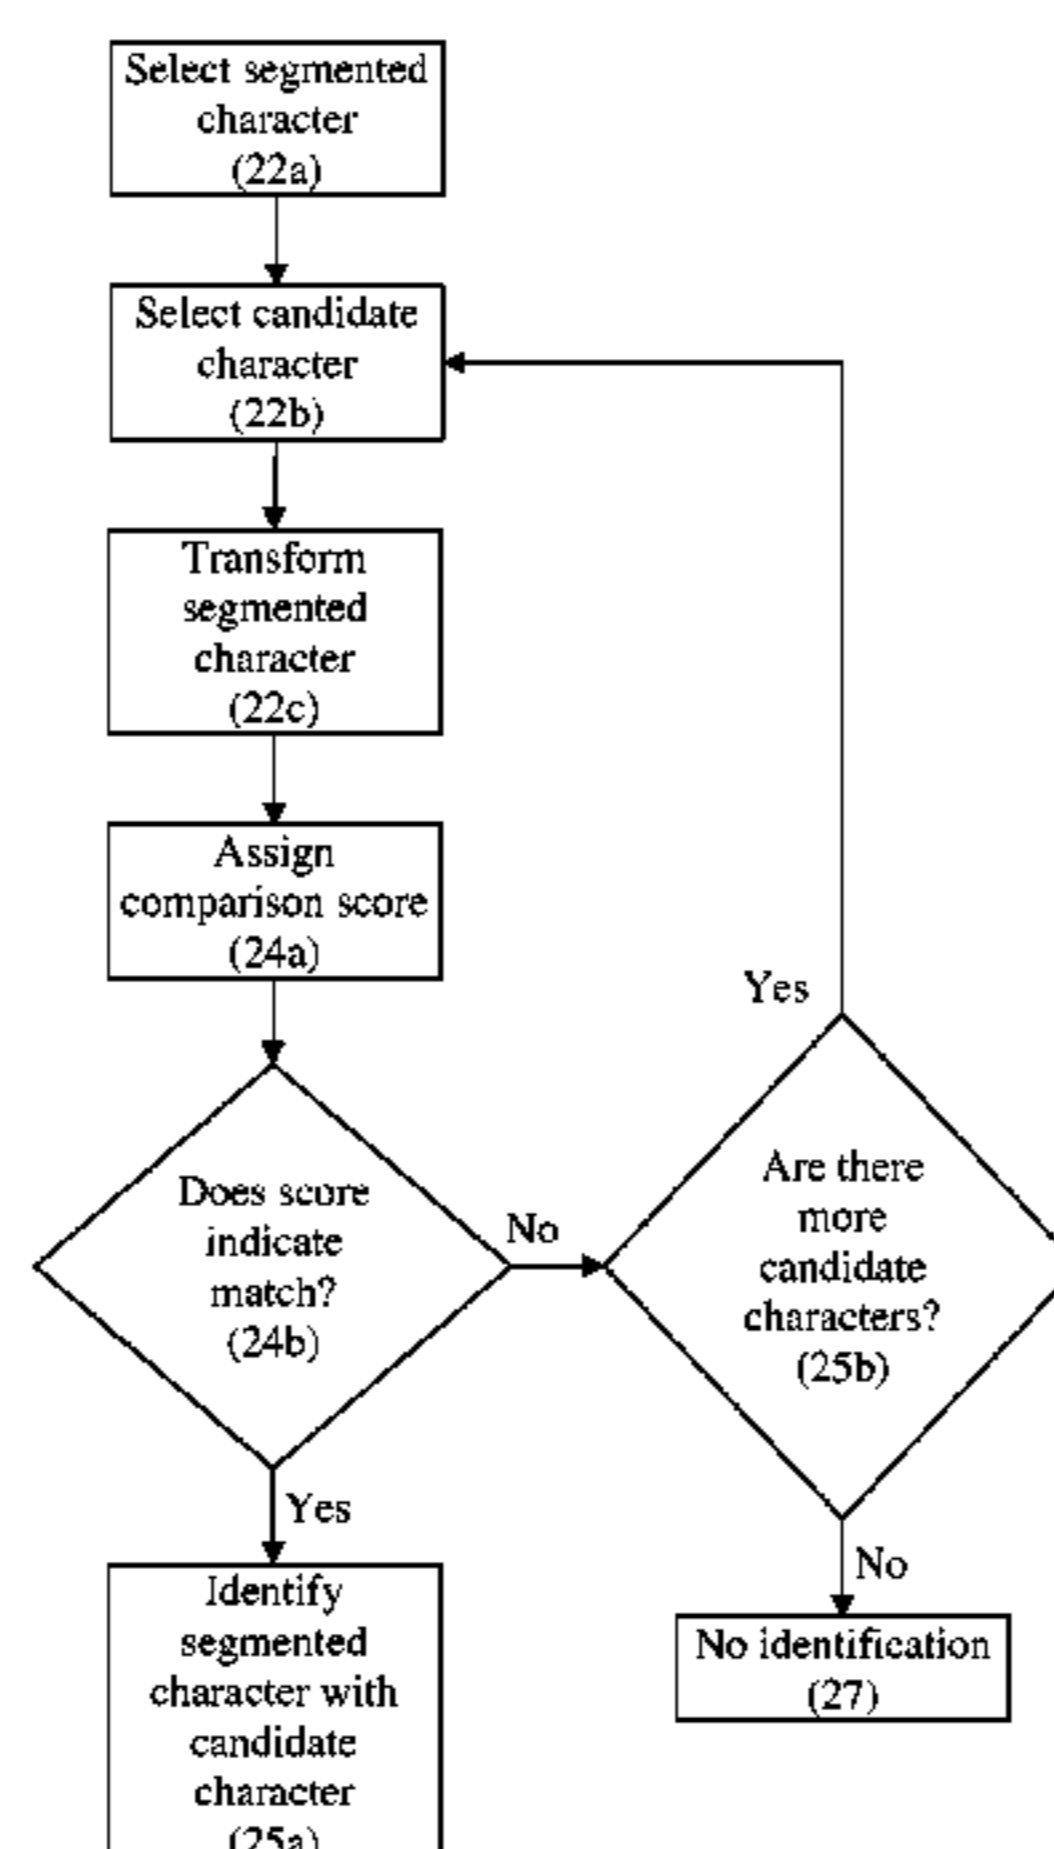 Select segmented
character
(22a)
Select candidate
character
(22b)
Transform
segmented
character
(22c)
Assign
comparison score
(24a)
Does score
indicate
match?
(24b)
No
Yes
Are there
more
candidate
characters?
(25b)
Yes
Identify
segmented
character with
candidate
character
(25a)
No
No identification
(27)